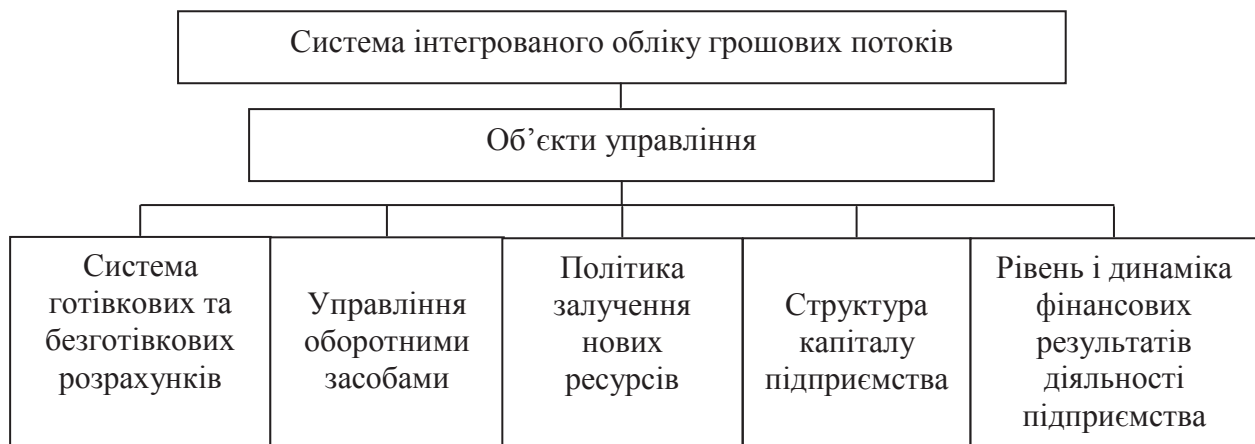 Система інтегрованого обліку грошових потоків
Об’єкти управління
Система
готівкових та
безготівкових
розрахунків
Управління
оборотними
засобами
Політика
залучення
нових
ресурсів
Структура
капіталу
підприємства
Рівень і динаміка
фінансових
результатів
діяльності
підприємства